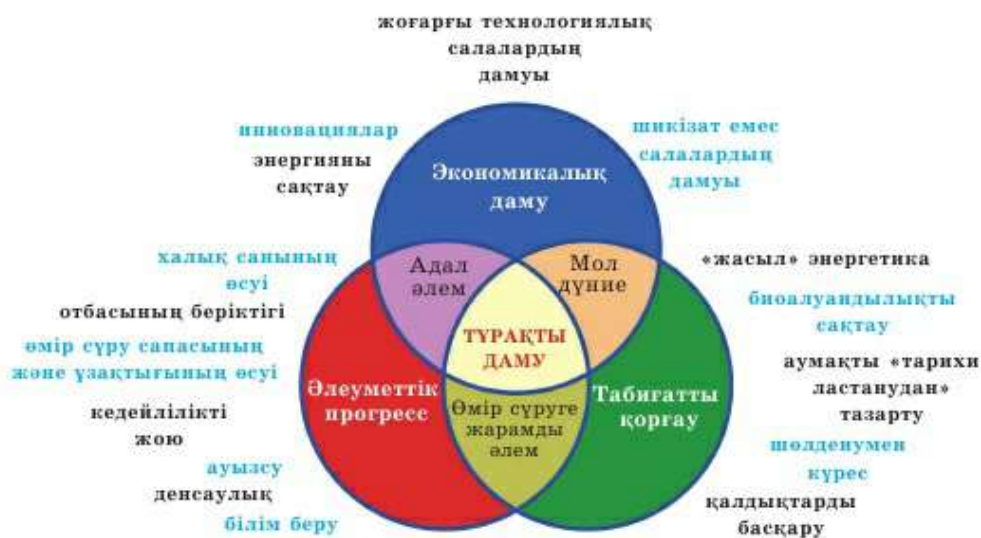 жоғарғы технологиялық
салалардың
дамуы
инновациялар
энергияны
сақтау
шикізат емес
салалардың
дамуы
Экономикалық
даму
халық санының
өсуі
отбасының беріктігі
өмір сүру сапасының
және ұзақтығының өсуі
кедейлілікті
жою
ауызсу
денсаулық
білім беру
Адал
әлем
Мол
дүние
ТҰРАҚТЫ
ДАМУ
Әлеуметтік
прогресс
Өмір сүруге
жарамды
әлем
Табиғатты
қорғау
«жасыл» энергетика
биоалуандылықты
сақтау
аумақты «тарихи
ластанудан»
тазарту
шөлденумен
күрес
қалдықтарды
басқару